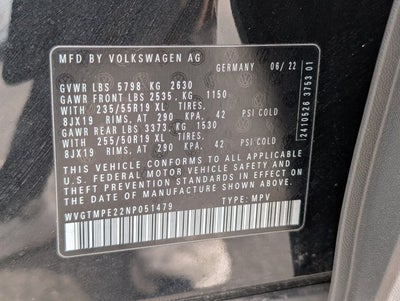 MFD BY VOLKSWAGEN AG
GERMANY 06/22
GVWR LBS 5798 KG 2630
GAWR FRONT LBS 2535, KG 1150
235/55R19 XL TIRES,
8JX19 RIMS, AT 290 KPA, 42 PSI COLD
GAWR REAR LBS 3373, KG 1530
255/50R19 XL TIRES,
8JX19 RIMS, AT 290 KPA, 42 PSI COLD
THIS VEHICLE CONFORMS TO ALL APPLICABLE
U.S. FEDERAL MOTOR VEHICLE SAFETY AND
THEFT PREVENTION STANDARDS IN EFFECT ON THE
DATE OF MANUFACTURE SHOWN ABOVE.
WVGTMPE22NP051479 TYPE: MPV
2410526 3753 01